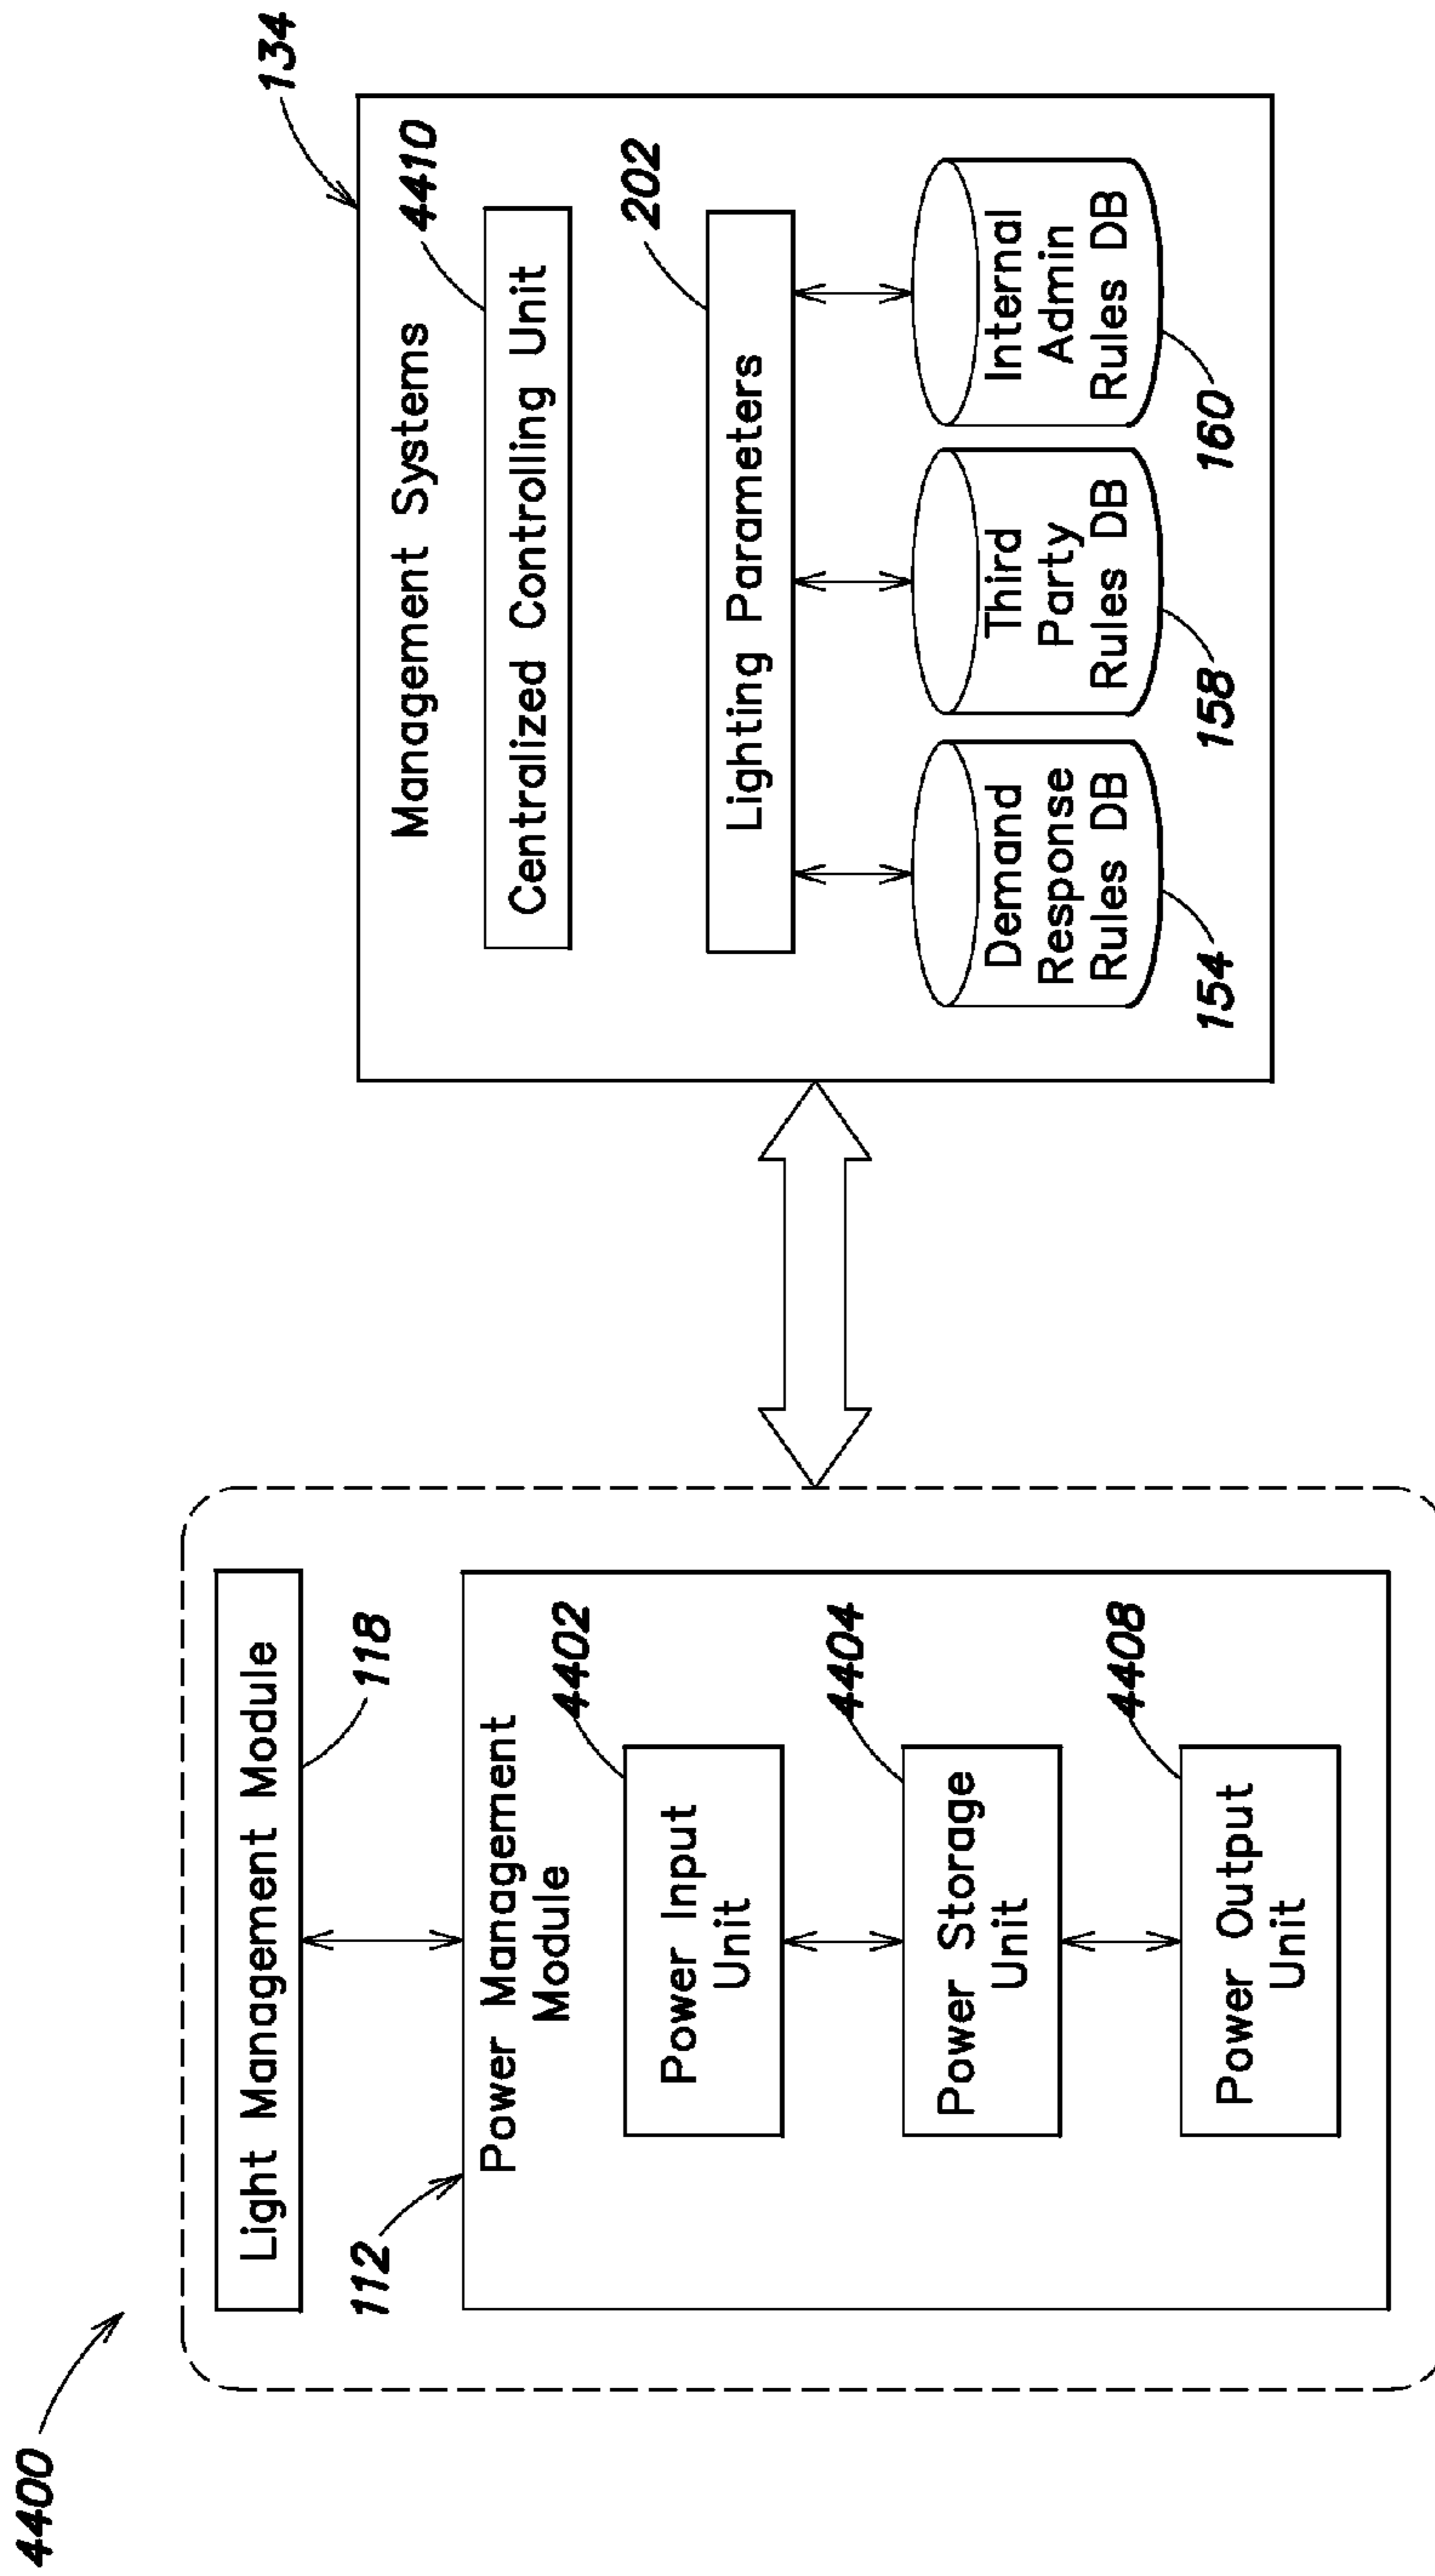 4400
Light Management Module
118
112
Power Management
Module
4402
Power Input
Unit
4404
Power Storage
Unit
4408
Power Output
Unit
134
Management Systems
4410
Centralized Controlling Unit
202
Lighting Parameters
Demand
Response
Rules DB
154
Third
Party
Rules DB
158
Internal
Admin
Rules DB
160